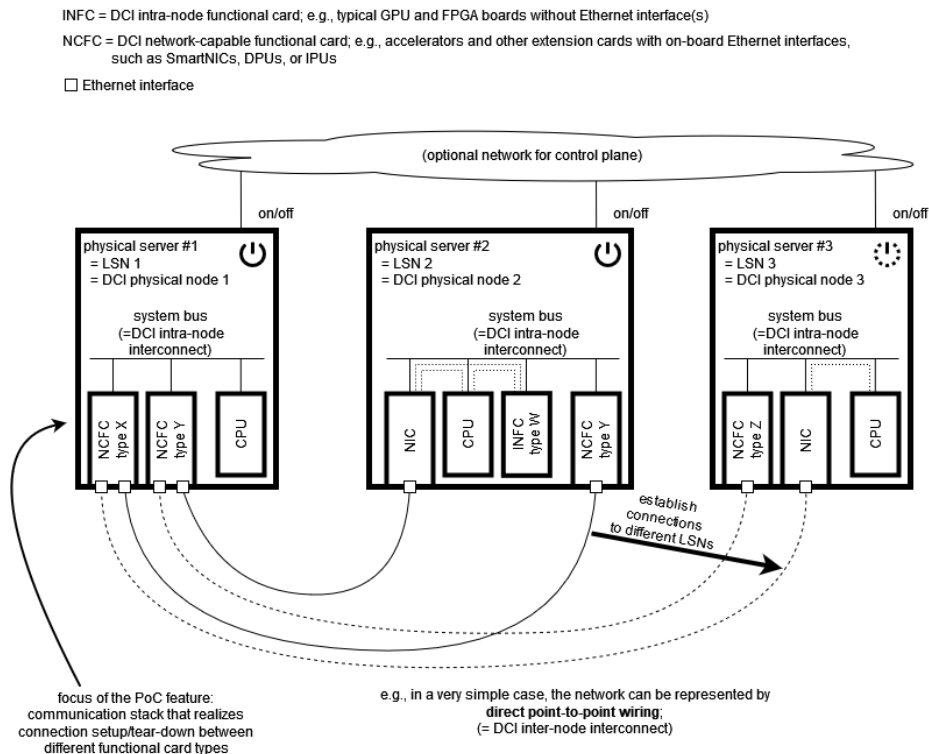 INFC = DCI intra-node functional card; e.g., typical GPU and FPGA boards without Ethernet interface(s)
NCFC = DCI network-capable functional card; e.g., accelerators and other extension cards with on-board Ethernet interfaces,
such as SmartNICs, DPUs, or IPUs
Ethernet interface
(optional network for control plane)
on/off
on/off
on/off
physical server #1
= LSN 1
= DCI physical node 1
system bus
(=DCI intra-node
interconnect)
NCFC
type X
NCFC
type Y
CPU
physical server #2
= LSN 2
= DCI physical node 2
system bus
(=DCI intra-node
interconnect)
NIC
CPU
INFC
type W
NCFC
type Y
physical server #3
= LSN 3
= DCI physical node 3
system bus
(=DCI intra-node
interconnect)
NCFC
type Z
NIC
CPU
establish
connections
to different LSNs
focus of the PoC feature:
communication stack that realizes
connection setup/tear-down between
different functional card types
e.g., in a very simple case, the network can be represented by
direct point-to-point wiring;
(= DCI inter-node interconnect)